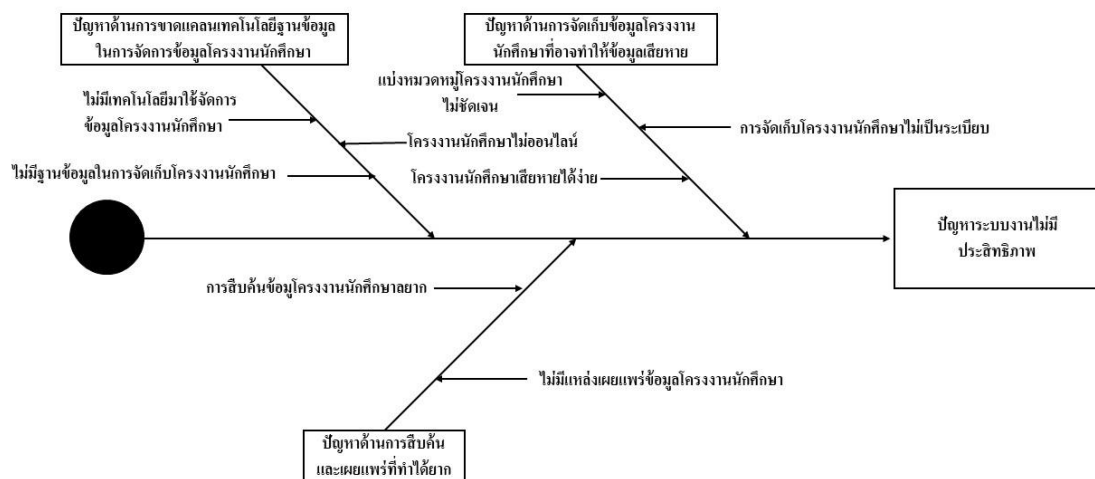 ปัญหาด้านการขาดแคลนเทคโนโลยีฐานข้อมูล
ในการจัดการข้อมูลโครงงานนักศึกษา
ปัญหาด้านการจัดเก็บข้อมูลโครงงาน
นักศึกษาที่อาจทำให้ข้อมูลเสียหาย
ไม่มีเทคโนโลยีมาใช้จัดการ
ข้อมูลโครงงานนักศึกษา
โครงงานนักศึกษาไม่ออนไลน์
ไม่มีฐานข้อมูลในการจัดเก็บโครงงานนักศึกษา
แบ่งหมวดหมู่โครงงานนักศึกษา
ไม่ชัดเจน
การจัดเก็บโครงงานนักศึกษาไม่เป็นระเบียบ
โครงงานนักศึกษาเสียหายได้ง่าย
ปัญหาระบบงานไม่มี
ประสิทธิภาพ
การสืบค้นข้อมูโครงงานนักศึกษาลยาก
ไม่มีแหล่งเผยแพร่ข้อมูลโครงงานนักศึกษา
ปัญหาด้านการสืบค้น
และเผยแพร่ที่ทำได้ยาก